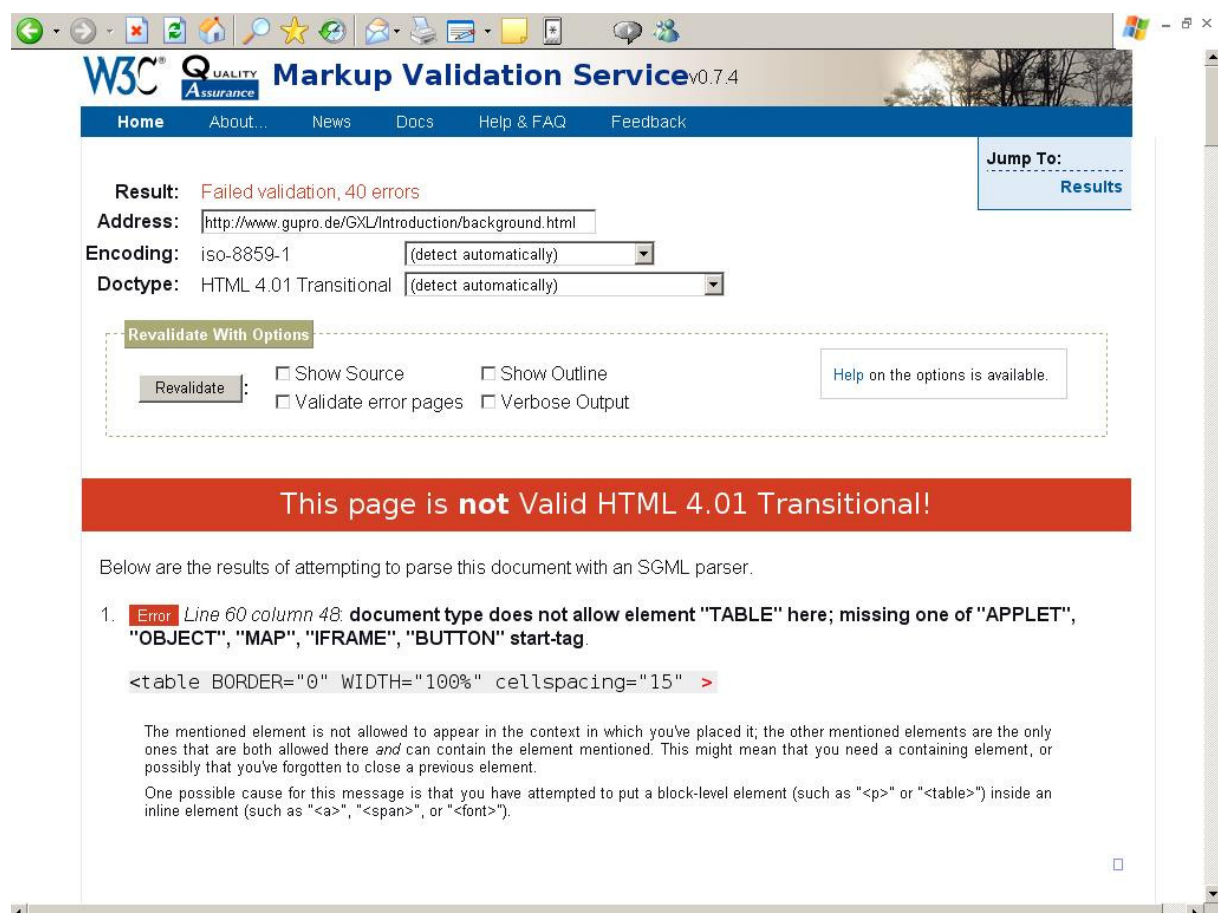 W3C® QUALITY Assurance Markup Validation Service v0.7.4
Home About... News Docs Help & FAQ Feedback
Jump To:
Results
Result: Failed validation, 40 errors
Address: http://www.gupro.de/GXL/Introduction/background.html
Encoding: iso-8859-1 (detect automatically)
Doctype: HTML 4.01 Transitional (detect automatically)
Revalidate With Options
Revalidate : Show Source Show Outline
Validate error pages Verbose Output
Help on the options is available.
This page is not Valid HTML 4.01 Transitional!
Below are the results of attempting to parse this document with an SGML parser.
1. Error Line 60 column 48: document type does not allow element "TABLE" here; missing one of "APPLET",
"OBJECT", "MAP", "IFRAME", "BUTTON" start-tag.
<table BORDER="0" WIDTH="100%" cellspacing="15" >
The mentioned element is not allowed to appear in the context in which you've placed it; the other mentioned elements are the only
ones that are both allowed there and can contain the element mentioned. This might mean that you need a containing element, or
possibly that you've forgotten to close a previous element.
One possible cause for this message is that you have attempted to put a block-level element (such as "<p>" or "<table>") inside an
inline element (such as "<a>", "<span>", or "<font>").